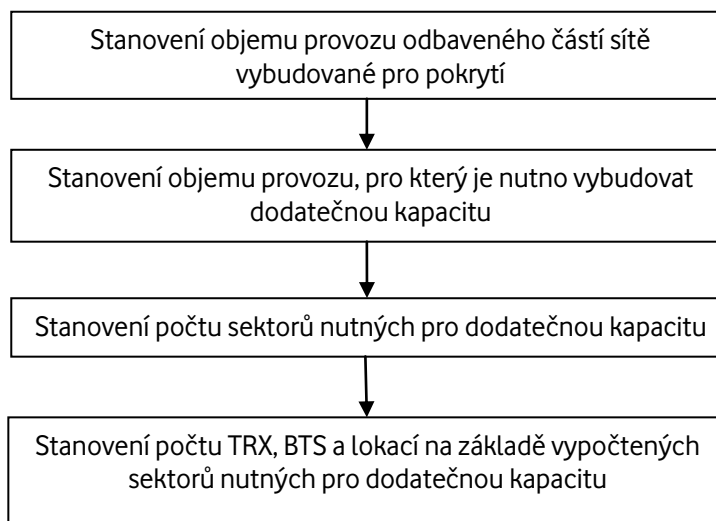 Stanovení objemu provozu odbaveného částí sítě
vybudované pro pokrytí
Stanovení objemu provozu, pro který je nutno vybudovat
dodatečnou kapacitu
Stanovení počtu sektorů nutných pro dodatečnou kapacitu
Stanovení počtu TRX, BTS a lokací na základě vypočtených
sektorů nutných pro dodatečnou kapacitu